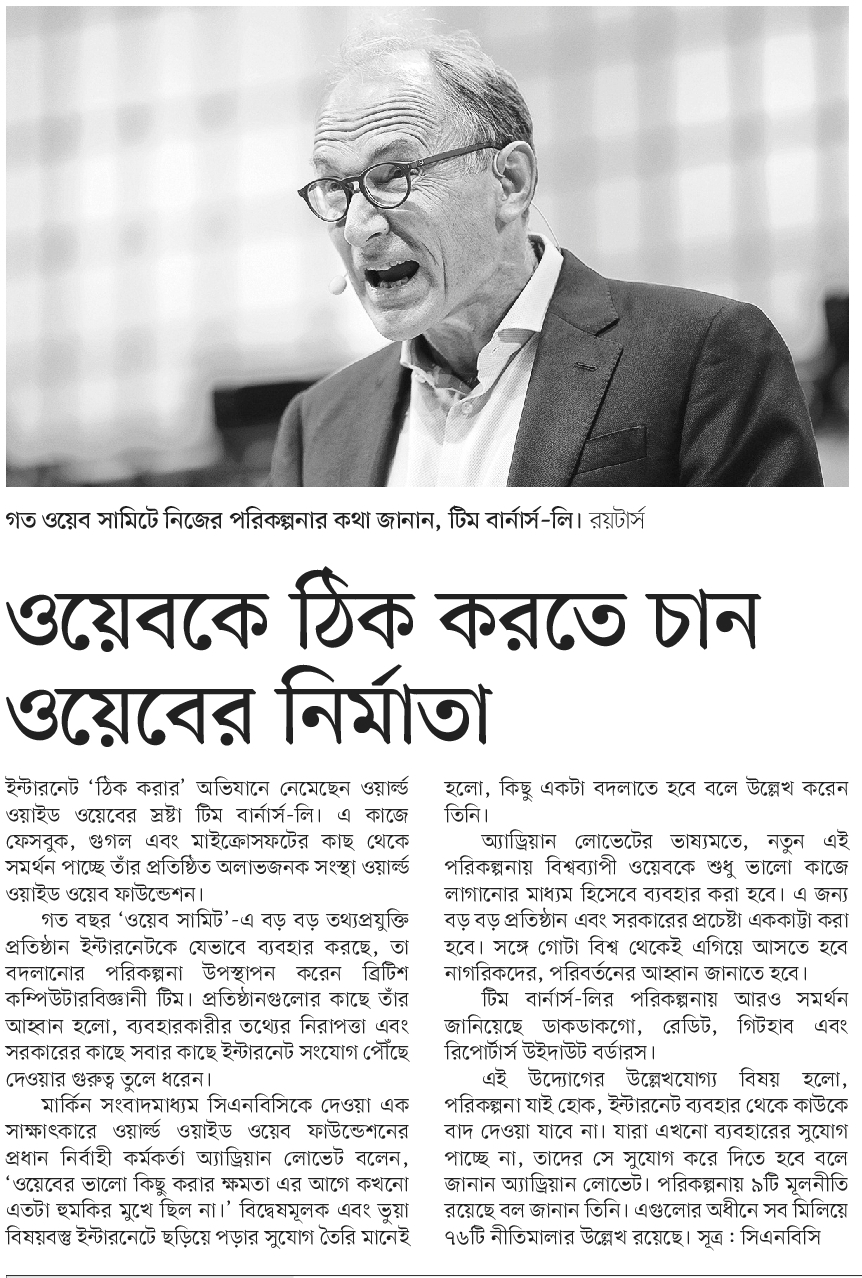 গত ওয়েব সামিটে নিজের পরিকল্পনার কথা জানান, টিম বার্নার্স-লি। রয়টার্স
ওয়েবকে ঠিক করতে চান
ওয়েবের নির্মাতা
ইন্টারনেট ‘ঠিক করার’ অভিযানে নেমেছেন ওয়ার্ল্ড
ওয়াইড ওয়েবের স্রষ্টা টিম বার্নার্স-লি। এ কাজে
ফেসবুক, গুগল এবং মাইক্রোসফটের কাছ থেকে
সমর্থন পাচ্ছে তাঁর প্রতিষ্ঠিত অলাভজনক সংস্থা ওয়ার্ল্ড
ওয়াইড ওয়েব ফাউন্ডেশন।
গত বছর ‘ওয়েব সামিট’-এ বড় বড় তথ্যপ্রযুক্তি
প্রতিষ্ঠান ইন্টারনেটকে যেভাবে ব্যবহার করছে, তা
বদলানোর পরিকল্পনা উপস্থাপন করেন ব্রিটিশ
কম্পিউটারবিজ্ঞানী টিম। প্রতিষ্ঠানগুলোর কাছে তাঁর
আহ্বান হলো, ব্যবহারকারীর তথ্যের নিরাপত্তা এবং
সরকারের কাছে সবার কাছে ইন্টারনেট সংযোগ পৌঁছে
দেওয়ার গুরুত্ব তুলে ধরেন।
মার্কিন সংবাদমাধ্যম সিএনবিসিকে দেওয়া এক
সাক্ষাৎকারে ওয়ার্ল্ড ওয়াইড ওয়েব ফাউন্ডেশনের
প্রধান নির্বাহী কর্মকর্তা অ্যাড্রিয়ান লোভেট বলেন,
‘ওয়েবের ভালো কিছু করার ক্ষমতা এর আগে কখনো
এতটা হুমকির মুখে ছিল না।’ বিদ্বেষমূলক এবং ভুয়া
বিষয়বস্তু ইন্টারনেটে ছড়িয়ে পড়ার সুযোগ তৈরি মানেই
হলো, কিছু একটা বদলাতে হবে বলে উল্লেখ করেন
তিনি।
অ্যাড্রিয়ান লোভেটের ভাষ্যমতে, নতুন এই
পরিকল্পনায় বিশ্বব্যাপী ওয়েবকে শুধু ভালো কাজে
লাগানোর মাধ্যম হিসেবে ব্যবহার করা হবে। এ জন্য
বড় বড় প্রতিষ্ঠান এবং সরকারের প্রচেষ্টা এককাট্টা করা
হবে। সঙ্গে গোটা বিশ্ব থেকেই এগিয়ে আসতে হবে
নাগরিকদের, পরিবর্তনের আহ্বান জানাতে হবে।
টিম বার্নার্স-লির পরিকল্পনায় আরও সমর্থন
জানিয়েছে ডাকডাকগো, রেডিট, গিটহাব এবং
রিপোর্টার্স উইদাউট বর্ডারস।
এই উদ্যোগের উল্লেখযোগ্য বিষয় হলো,
পরিকল্পনা যাই হোক, ইন্টারনেট ব্যবহার থেকে কাউকে
বাদ দেওয়া যাবে না। যারা এখনো ব্যবহারের সুযোগ
পাচ্ছে না, তাদের সে সুযোগ করে দিতে হবে বলে
জানান অ্যাড্রিয়ান লোভেট। পরিকল্পনায় ৯টি মূলনীতি
রয়েছে বল জানান তিনি। এগুলোর অধীনে সব মিলিয়ে
৭৬টি নীতিমালার উল্লেখ রয়েছে। সূত্র : সিএনবিসি